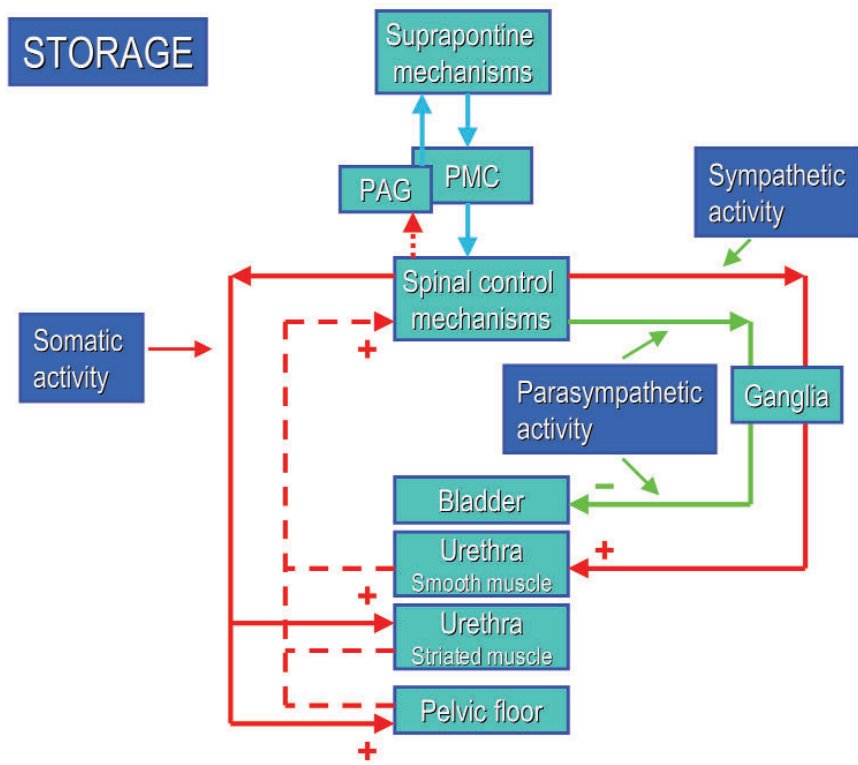 STORAGE
Suprapontine
mechanisms
PAG
PMC
Sympathetic
activity
Spinal control
mechanisms
+
Somatic
activity
Parasympathetic
activity
Ganglia
Bladder
−
Urethra
Smooth muscle
+
+
Urethra
Striated muscle
Pelvic floor
+